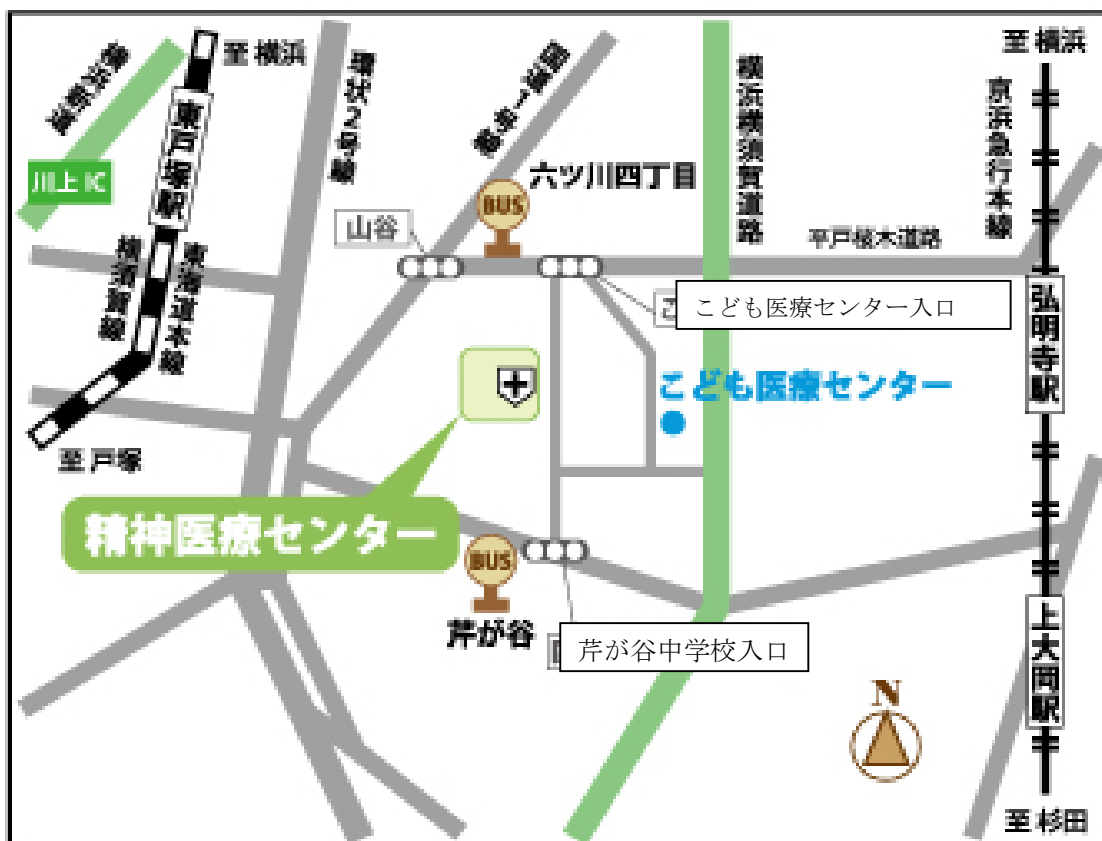 至 横浜
至 横浜
横浜新道
東戸塚駅
環状2号線
国道1号線
横浜横須賀道路
京浜急行本線
川上 IC
BUS
六ツ川四丁目
山谷
平戸桜木道路
横須賀線
東海道本線
こども医療センター入口
弘明寺駅
こども医療センター
至 戸塚
精神医療センター
BUS
芹が谷
芹が谷中学校入口
上大岡駅
N
至 杉田